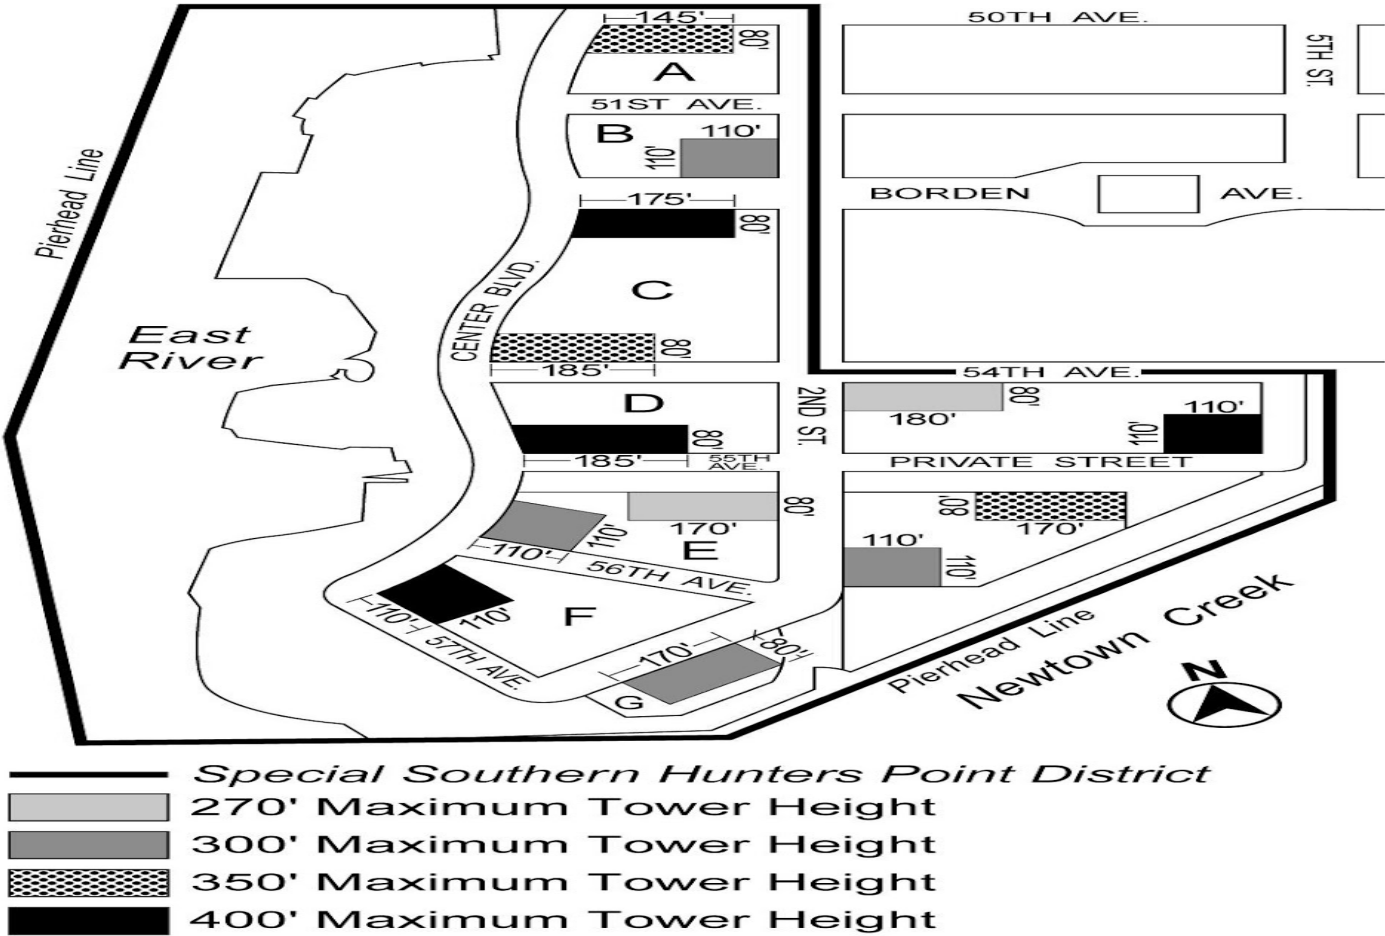 145'
50TH AVE.
80'
5TH ST.
A
51ST AVE.
B
110'
110'
Pierhead Line
BORDEN
AVE.
175'
80'
CENTER BLVD.
C
East
River
80'
185'
54TH AVE.
D
2ND ST.
80'
180'
110'
110'
80'
185'
55TH
AVE.
PRIVATE STREET
80'
170'
80'
170'
110'
110'
E
110'
110'
56TH AVE.
110'
110'
F
57TH AVE.
170'
80'
G
Pierhead Line
Newtown Creek
N
Special Southern Hunters Point District
270' Maximum Tower Height
300' Maximum Tower Height
350' Maximum Tower Height
400' Maximum Tower Height